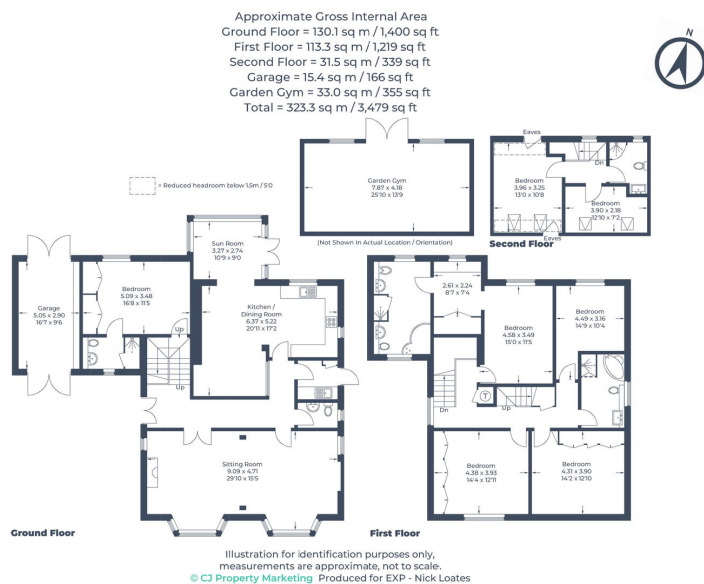 Approximate Gross Internal Area
Ground Floor = 130.1 sq m / 1,400 sq ft
First Floor = 113.3 sq m / 1,219 sq ft
Second Floor = 31.5 sq m / 339 sq ft
Garage = 15.4 sq m / 166 sq ft
Garden Gym = 33.0 sq m / 355 sq ft
Total = 323.3 sq m / 3,479 sq ft
N
= Reduced headroom below 1.5m / 5'0
Garden Gym
7.87 x 4.18
25'10 x 13'9
(Not Shown In Actual Location / Orientation)
Eaves
Dn
Bedroom
3.96 x 3.25
13'0 x 10'8
Bedroom
3.90 x 2.18
12'10 x 7'2
Eaves
Second Floor
Sun Room
3.27 x 2.74
10'9 x 9'0
Garage
5.05 x 2.90
16'7 x 9'6
Bedroom
5.09 x 3.48
16'8 x 11'5
Up
Up
Kitchen /
Dining Room
6.37 x 5.22
20'11 x 17'2
Sitting Room
9.09 x 4.71
29'10 x 15'5
Ground Floor
2.61 x 2.24
8'7 x 7'4
Bedroom
4.58 x 3.49
15'0 x 11'5
Bedroom
4.49 x 3.16
14'9 x 10'4
Dn
T
Up
Bedroom
4.38 x 3.93
14'4 x 12'11
Bedroom
4.31 x 3.90
14'2 x 12'10
First Floor
Illustration for identification purposes only,
measurements are approximate, not to scale.
© CJ Property Marketing Produced for EXP - Nick Loates